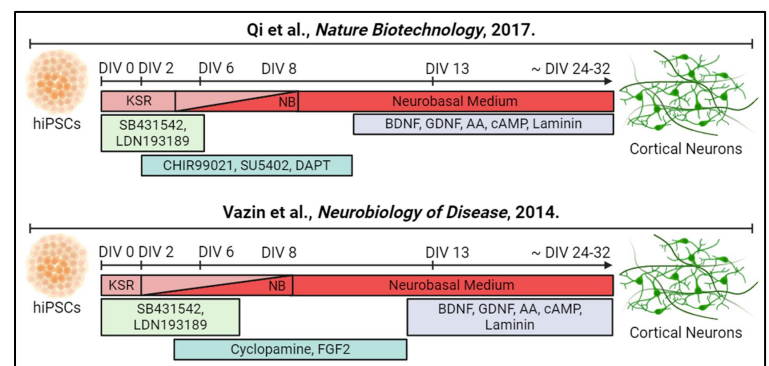 Qi et al., Nature Biotechnology, 2017.
DIV 0 DIV 2 DIV 6 DIV 8 DIV 13 ~ DIV 24-32
KSR NB Neurobasal Medium
hiPSCs
SB431542,
LDN193189
BDNF, GDNF, AA, cAMP, Laminin
Cortical Neurons
CHIR99021, SU5402, DAPT
Vazin et al., Neurobiology of Disease, 2014.
DIV 0 DIV 2 DIV 6 DIV 8 DIV 13 ~ DIV 24-32
KSR NB Neurobasal Medium
hiPSCs
SB431542,
LDN193189
BDNF, GDNF, AA, cAMP,
Laminin
Cortical Neurons
Cyclopamine, FGF2